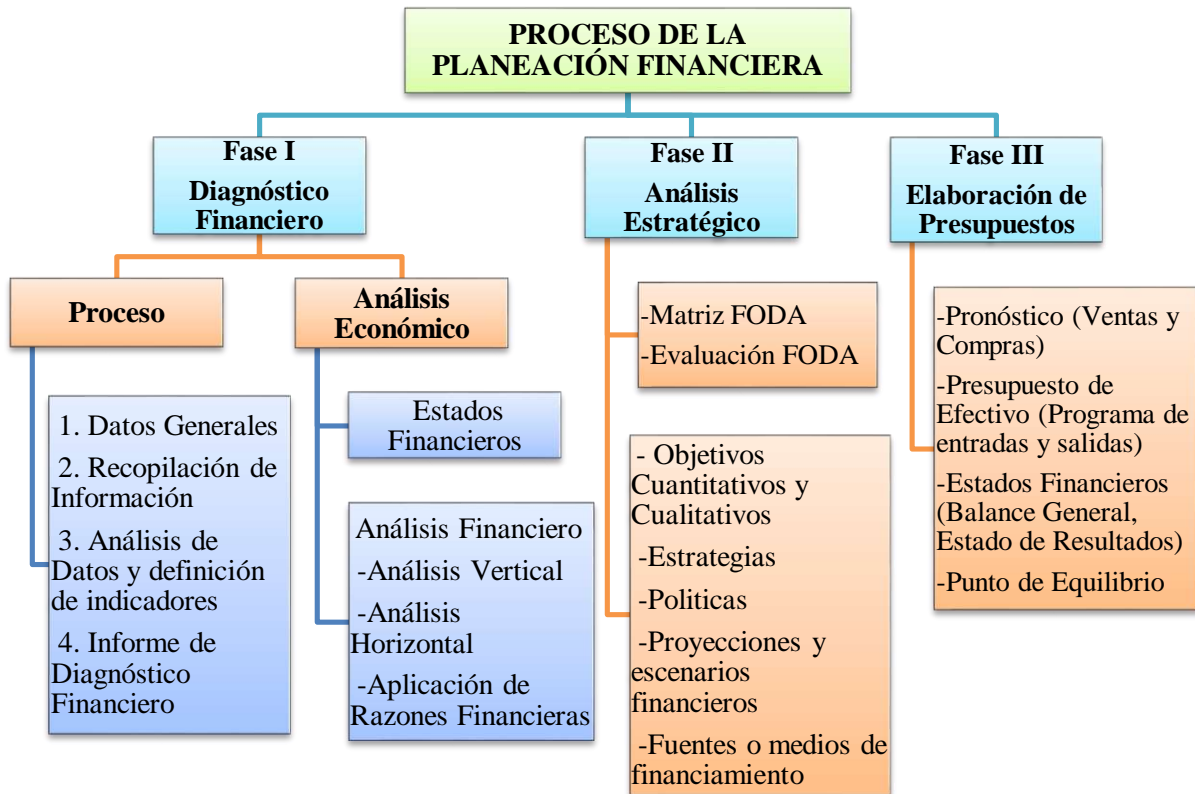 PROCESO DE LA
PLANEACIÓN FINANCIERA
Fase I
Diagnóstico
Financiero
Fase II
Análisis
Estratégico
Fase III
Elaboración de
Presupuestos
Proceso
Análisis
Económico
1. Datos Generales
2. Recopilación de
Información
3. Análisis de
Datos y definición
de indicadores
4. Informe de
Diagnóstico
Financiero
Estados
Financieros
Análisis Financiero
-Análisis Vertical
-Análisis
Horizontal
-Aplicación de
Razones Financieras
-Matriz FODA
-Evaluación FODA
- Objetivos
Cuantitativos y
Cualitativos
-Estrategias
-Politicas
-Proyecciones y
escenarios
financieros
-Fuentes o medios de
financiamiento
-Pronóstico (Ventas y
Compras)
-Presupuesto de
Efectivo (Programa de
entradas y salidas)
-Estados Financieros
(Balance General,
Estado de Resultados)
-Punto de Equilibrio